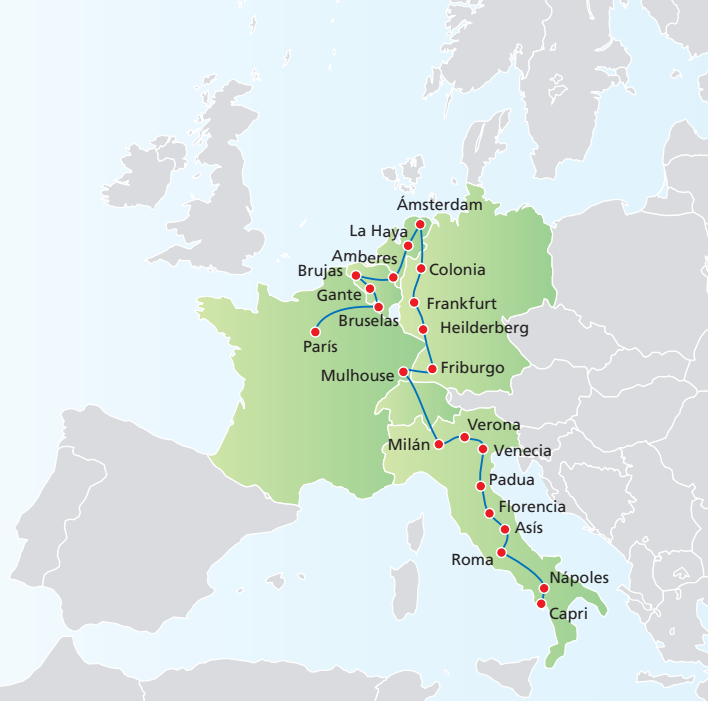 Ámsterdam
La Haya
Amberes
Brujas
Colonia
Gante
Frankfurt
Bruselas
Heilderberg
París
Friburgo
Mulhouse
Verona
Milán
Venecia
Padua
Florencia
Asís
Roma
Nápoles
Capri